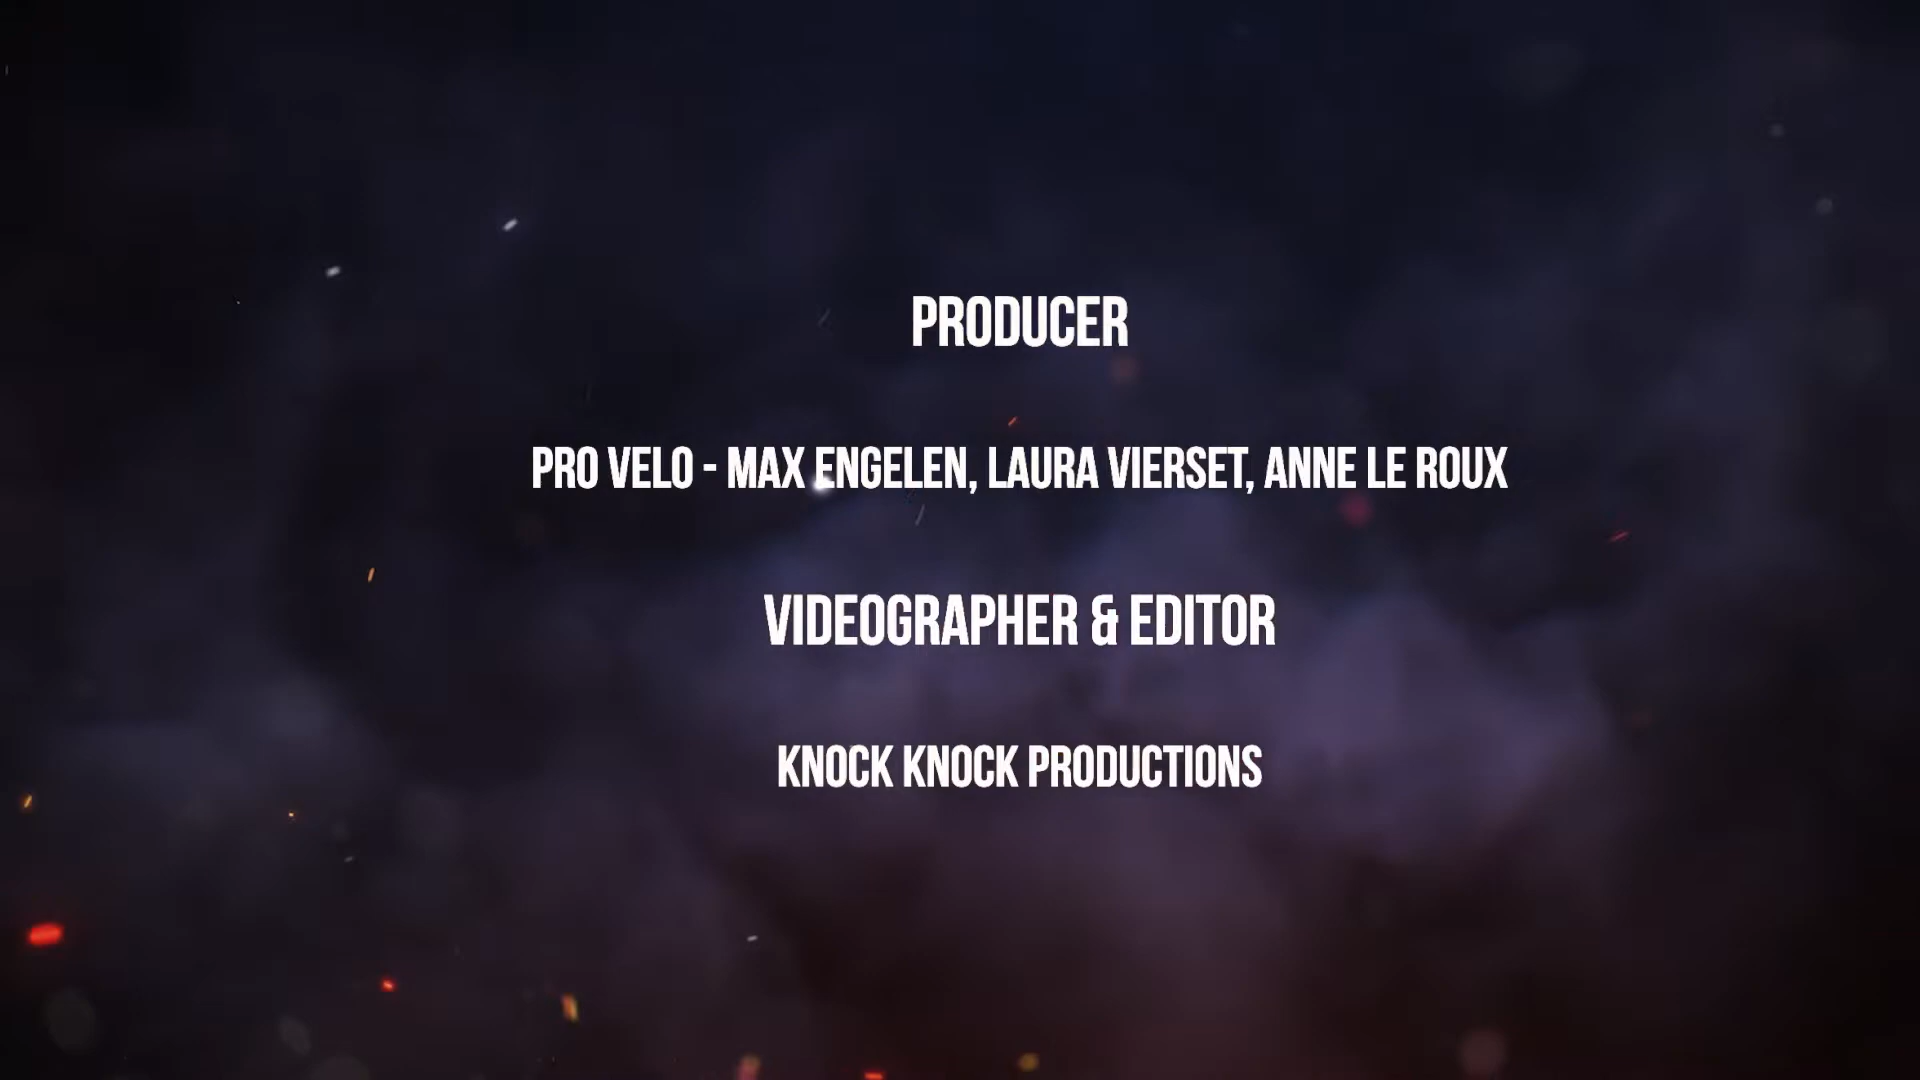 PRODUCER
PRO VELO - MAX ENGELEN, LAURA VIERSET, ANNE LE ROUX
VIDEOGRAPHER & EDITOR
KNOCK KNOCK PRODUCTIONS